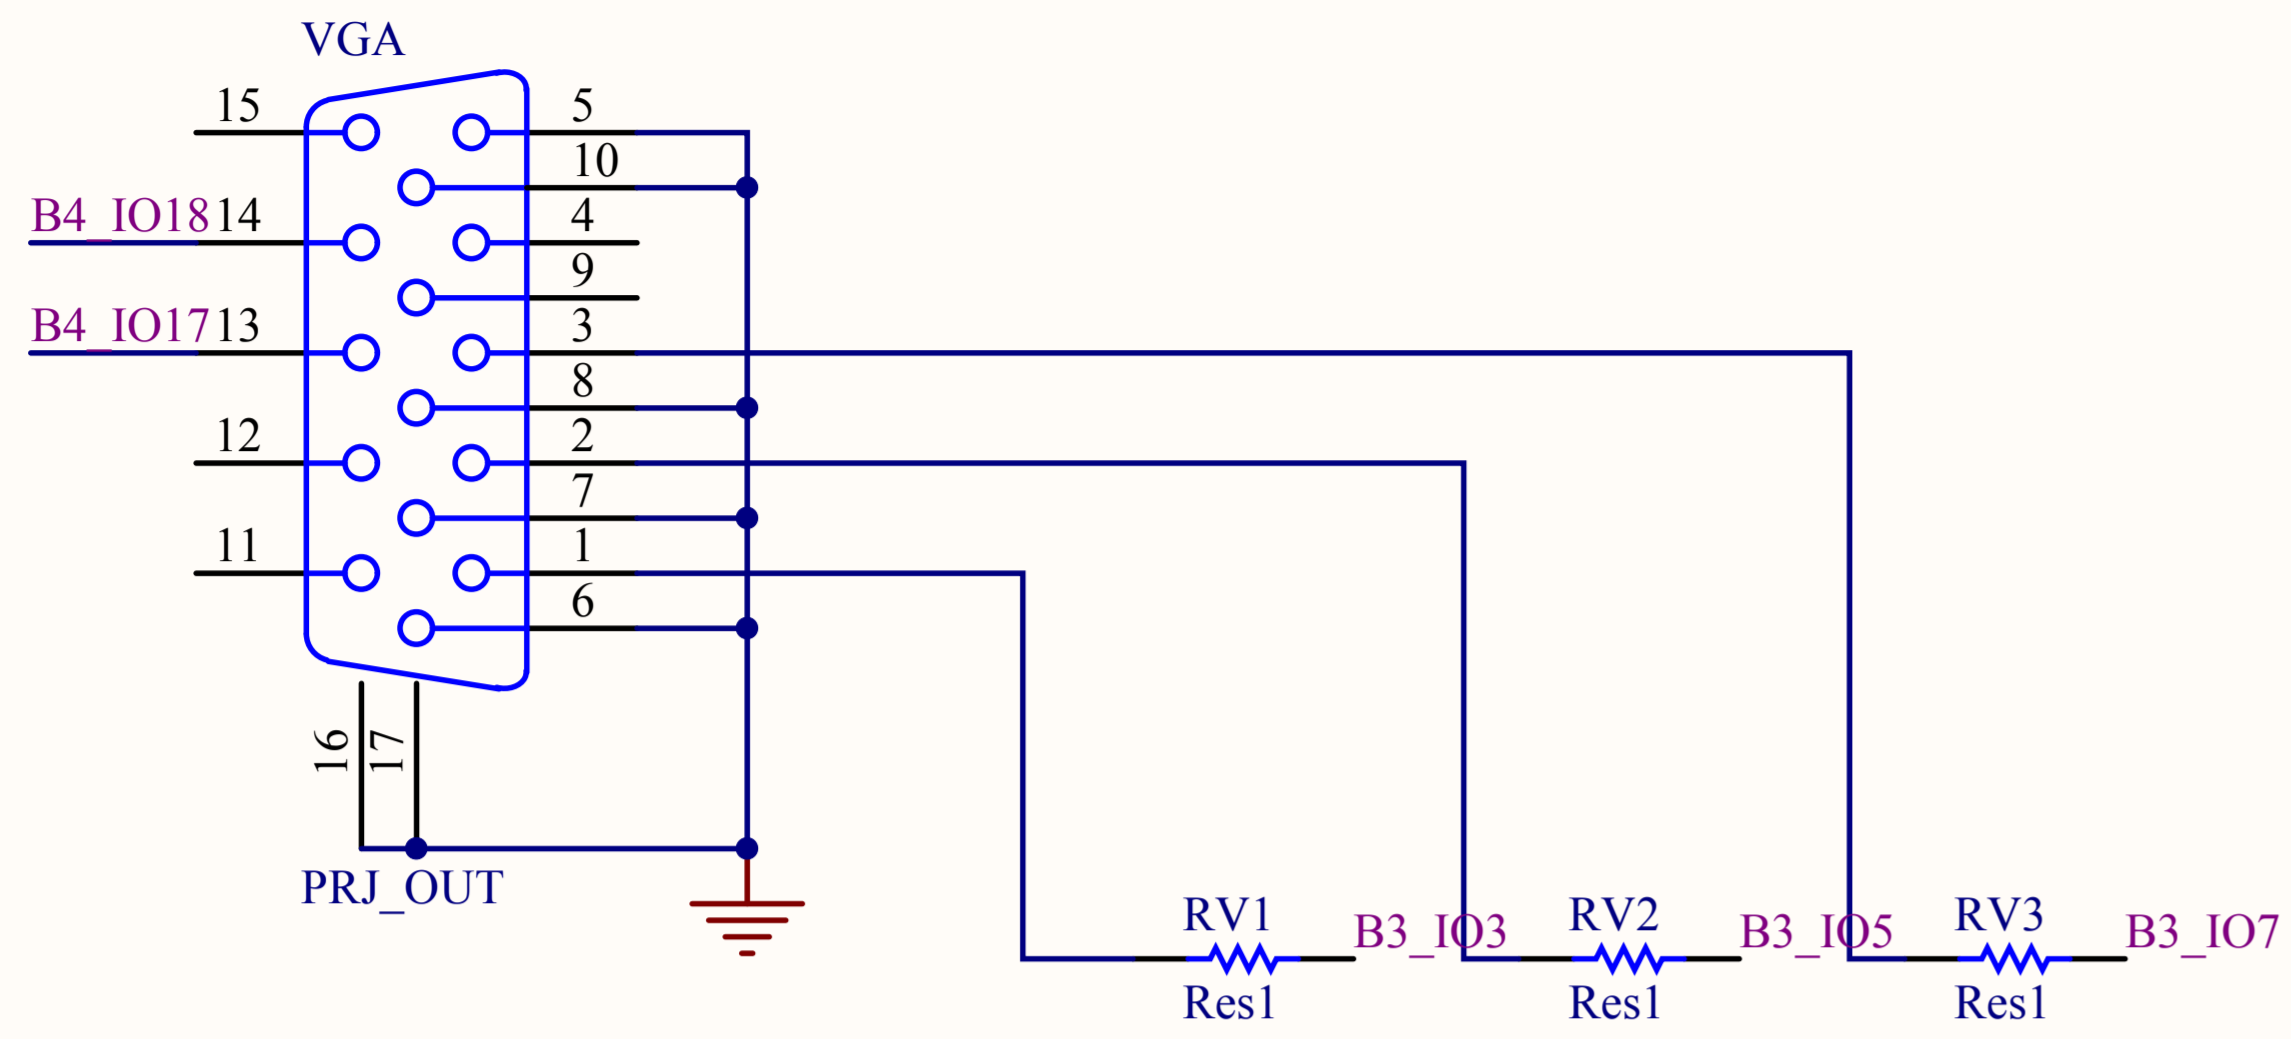 VGA
15
5
10
B4_IO18 14
4
9
B4_IO17 13
3
8
12
2
7
11
1
6
16
17
PRJ_OUT
RV1
B3_IO3
RV2
B3_IO5
RV3
B3_IO7
Res1
Res1
Res1